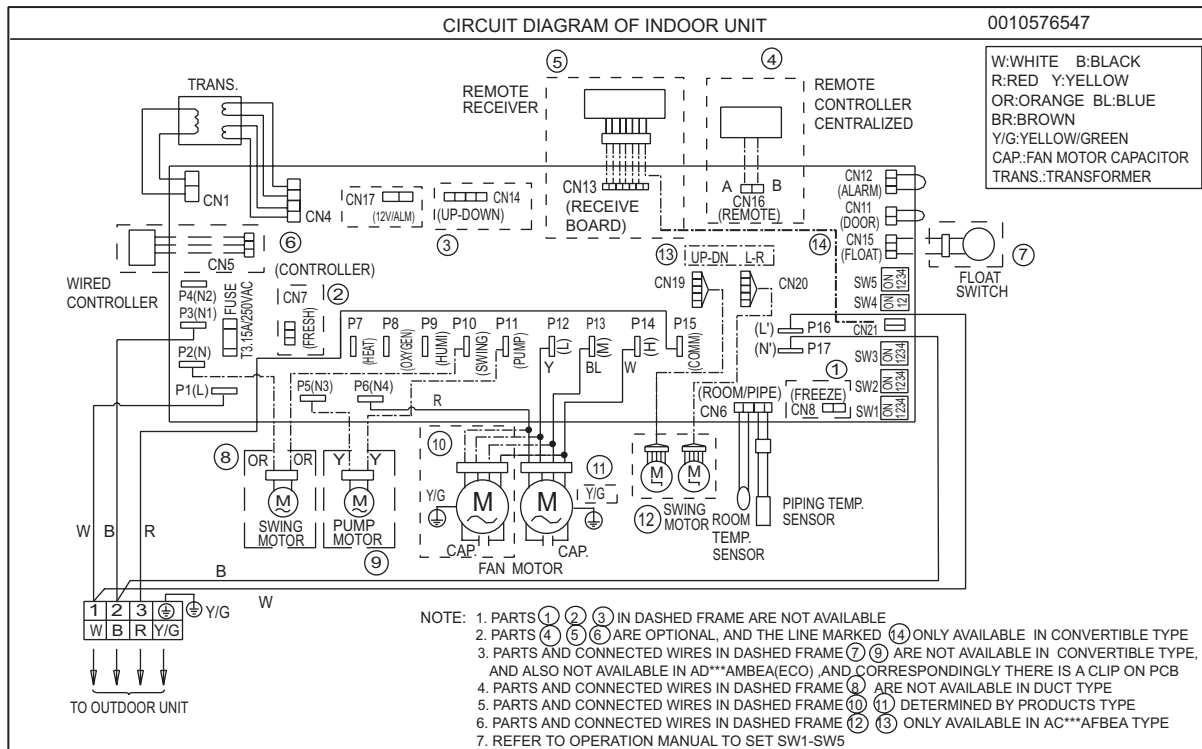 CIRCUIT DIAGRAM OF INDOOR UNIT
0010576547
W:WHITE B:BLACK
R:RED Y:YELLOW
OR:ORANGE BL:BLUE
BR:BROWN
Y/G:YELLOW/GREEN
CAP.:FAN MOTOR CAPACITOR
TRANS.:TRANSFORMER
TRANS.
5
REMOTE
RECEIVER
4
REMOTE
CONTROLLER
CENTRALIZED
CN1
CN4
CN17
(12V/ALM)
CN14
(UP-DOWN)
3
CN13
(RECEIVE
BOARD)
A B
CN16
(REMOTE)
CN12
(ALARM)
CN11
(DOOR)
CN15
(FLOAT)
7
FLOAT
SWITCH
WIRED
CONTROLLER
CN5
6
(CONTROLLER)
CN7
(FRESH)
2
P4(N2)
P3(N1)
P2(N)
P1(L)
FUSE
T3.15A/250VAC
P7
(HEAT)
P8
(OXYGEN)
P9
(HUMI)
P10
(SWING)
P11
(PUMP)
P12
(L)
P13
(M)
P14
(H)
P15
(COMM)
Y
BL
W
13
UP-DN L-R
CN19
CN20
14
(L') P16
(N') P17
SW5
ON
1234
SW4
ON
12
CN21
SW3
ON
1234
SW2
ON
1234
SW1
ON
1234
1
(FREEZE)
CN8
(ROOM/PIPE)
CN6
P5(N3)
P6(N4)
R
8
OR OR
M
SWING
MOTOR
Y Y
M
PUMP
MOTOR
9
10
Y/G
M
CAP.
M
CAP.
FAN MOTOR
11
Y/G
M
M
12
SWING
MOTOR
ROOM
TEMP.
SENSOR
PIPING TEMP.
SENSOR
W B R
B
W
1 2 3
W B R Y/G
Y/G
TO OUTDOOR UNIT
NOTE: 1. PARTS 1 2 3 IN DASHED FRAME ARE NOT AVAILABLE
2. PARTS 4 5 6 ARE OPTIONAL, AND THE LINE MARKED 14 ONLY AVAILABLE IN CONVERTIBLE TYPE
3. PARTS AND CONNECTED WIRES IN DASHED FRAME 7 9 ARE NOT AVAILABLE IN CONVERTIBLE TYPE,
AND ALSO NOT AVAILABLE IN AD***AMBEA(ECO) ,AND CORRESPONDINGLY THERE IS A CLIP ON PCB
4. PARTS AND CONNECTED WIRES IN DASHED FRAME 8 ARE NOT AVAILABLE IN DUCT TYPE
5. PARTS AND CONNECTED WIRES IN DASHED FRAME 10 11 DETERMINED BY PRODUCTS TYPE
6. PARTS AND CONNECTED WIRES IN DASHED FRAME 12 13 ONLY AVAILABLE IN AC***AFBEA TYPE
7. REFER TO OPERATION MANUAL TO SET SW1-SW5